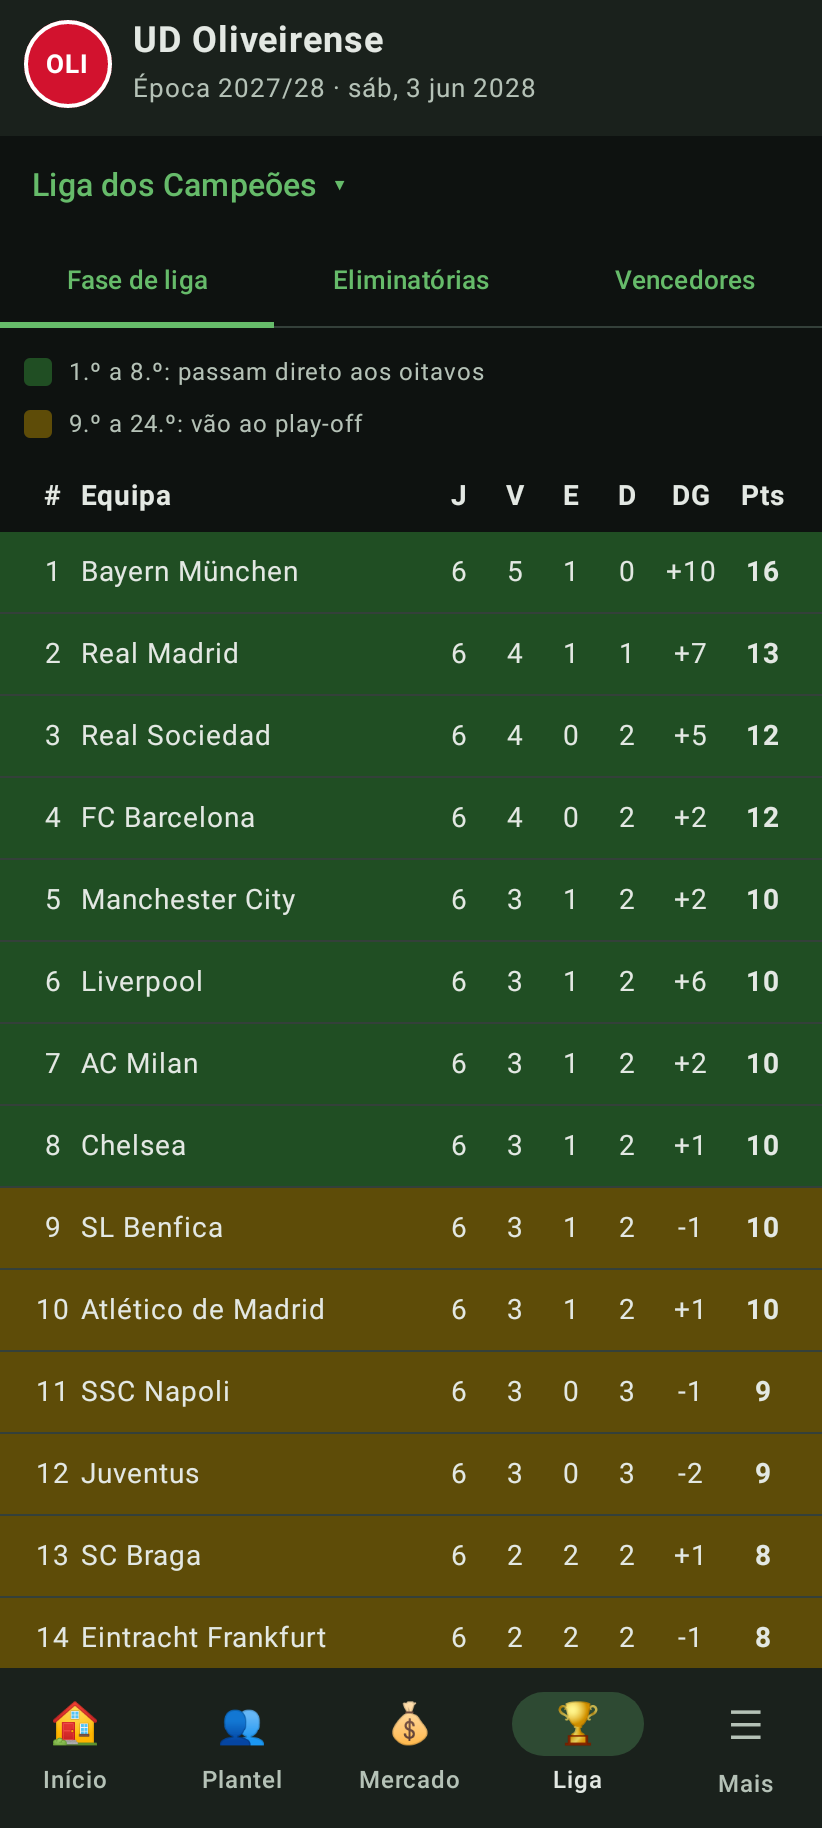 OLI
UD Oliveirense
Época 2027/28 · sáb, 3 jun 2028
Liga dos Campeões ▼
Fase de liga Eliminatórias Vencedores
1.º a 8.º: passam direto aos oitavos
9.º a 24.º: vão ao play-off
# Equipa J V E D DG Pts
1 Bayern München 6 5 1 0 +10 16
2 Real Madrid 6 4 1 1 +7 13
3 Real Sociedad 6 4 0 2 +5 12
4 FC Barcelona 6 4 0 2 +2 12
5 Manchester City 6 3 1 2 +2 10
6 Liverpool 6 3 1 2 +6 10
7 AC Milan 6 3 1 2 +2 10
8 Chelsea 6 3 1 2 +1 10
9 SL Benfica 6 3 1 2 -1 10
10 Atlético de Madrid 6 3 1 2 +1 10
11 SSC Napoli 6 3 0 3 -1 9
12 Juventus 6 3 0 3 -2 9
13 SC Braga 6 2 2 2 +1 8
14 Eintracht Frankfurt 6 2 2 2 -1 8
Início Plantel Mercado Liga Mais